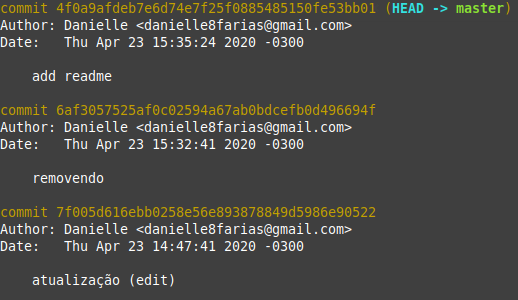 commit 4f0a9afdeb7e6d74e7f25f0885485150fe53bb01 (HEAD -> master)
Author: Danielle <danielle8farias@gmail.com>
Date:   Thu Apr 23 15:35:24 2020 -0300
add readme
commit 6af3057525af0c02594a67ab0bdcefb0d496694f
Author: Danielle <danielle8farias@gmail.com>
Date:   Thu Apr 23 15:32:41 2020 -0300
removendo
commit 7f005d616ebb0258e56e893878849d5986e90522
Author: Danielle <danielle8farias@gmail.com>
Date:   Thu Apr 23 14:47:41 2020 -0300
atualização (edit)